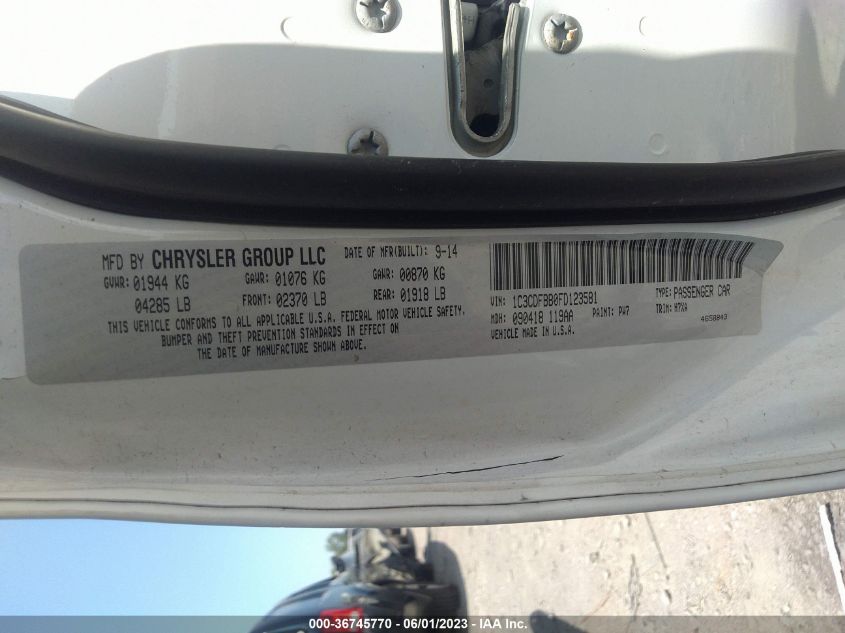 MFD BY CHRYSLER GROUP LLC DATE OF MFR(BUILT): 9-14
GVWR: 01944 KG GAWR: 01076 KG GAWR: 00870 KG
04285 LB FRONT: 02370 LB REAR: 01918 LB
THIS VEHICLE CONFORMS TO ALL APPLICABLE U.S.A. FEDERAL MOTOR VEHICLE SAFETY,
BUMPER AND THEFT PREVENTION STANDARDS IN EFFECT ON
THE DATE OF MANUFACTURE SHOWN ABOVE.
VIN: 1C3CDFBB0FD123581 TYPE: PASSENGER CAR
MDH: 090418 119AA PAINT: PW7 TRIM: M7XA
VEHICLE MADE IN U.S.A. 4658843
000-36745770 - 06/01/2023 - IAA Inc.